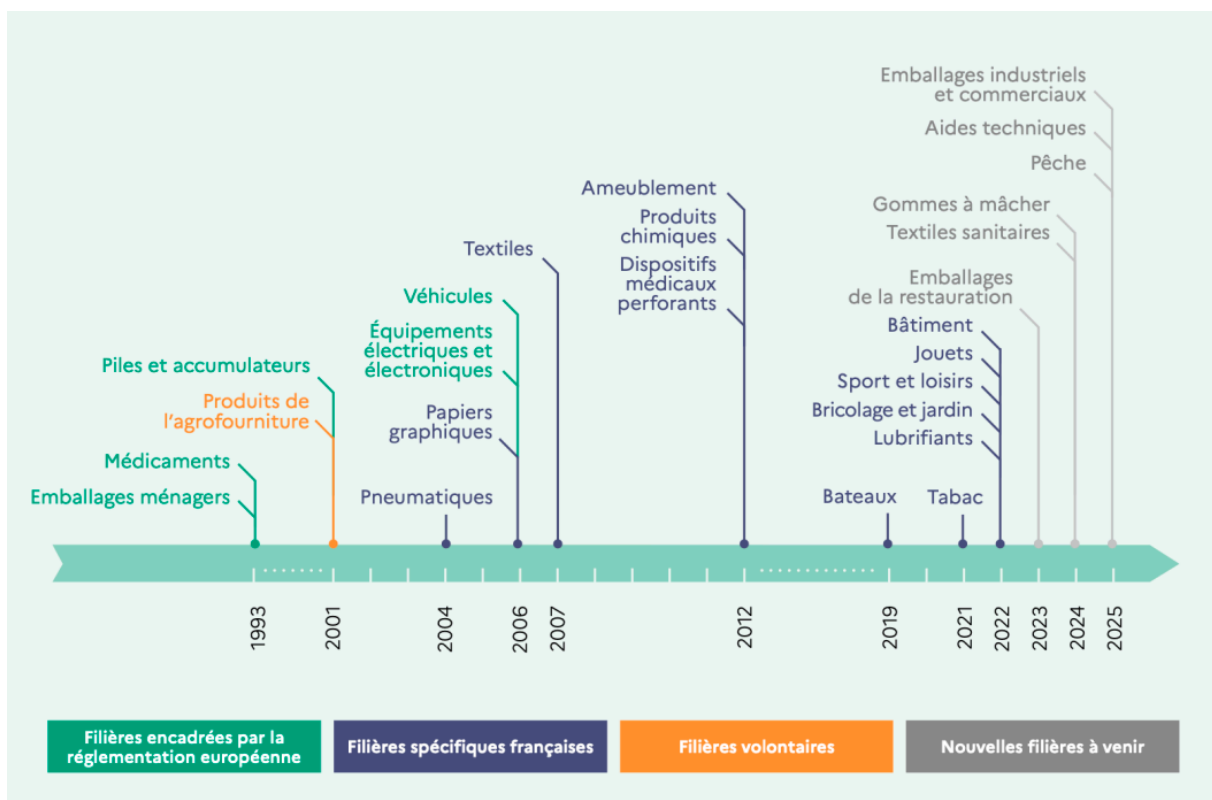 Emballages industriels
et commerciaux
Aides techniques
Pêche
Ameublement
Produits
chimiques
Dispositifs
médicaux
perforants
Gommes à mâcher
Textiles sanitaires
Textiles
Emballages
de la restauration
Véhicules
Équipements
électriques et
électroniques
Bâtiment
Jouets
Sport et loisirs
Bricolage et jardin
Lubrifiants
Piles et accumulateurs
Produits de
l'agrofourniture
Papiers
graphiques
Médicaments
Emballages ménagers
Pneumatiques
Bateaux
Tabac
1993
2001
2004
2006
2007
2012
2019
2021
2022
2023
2024
2025
Filières encadrées par la
réglementation européenne
Filières spécifiques françaises
Filières volontaires
Nouvelles filières à venir